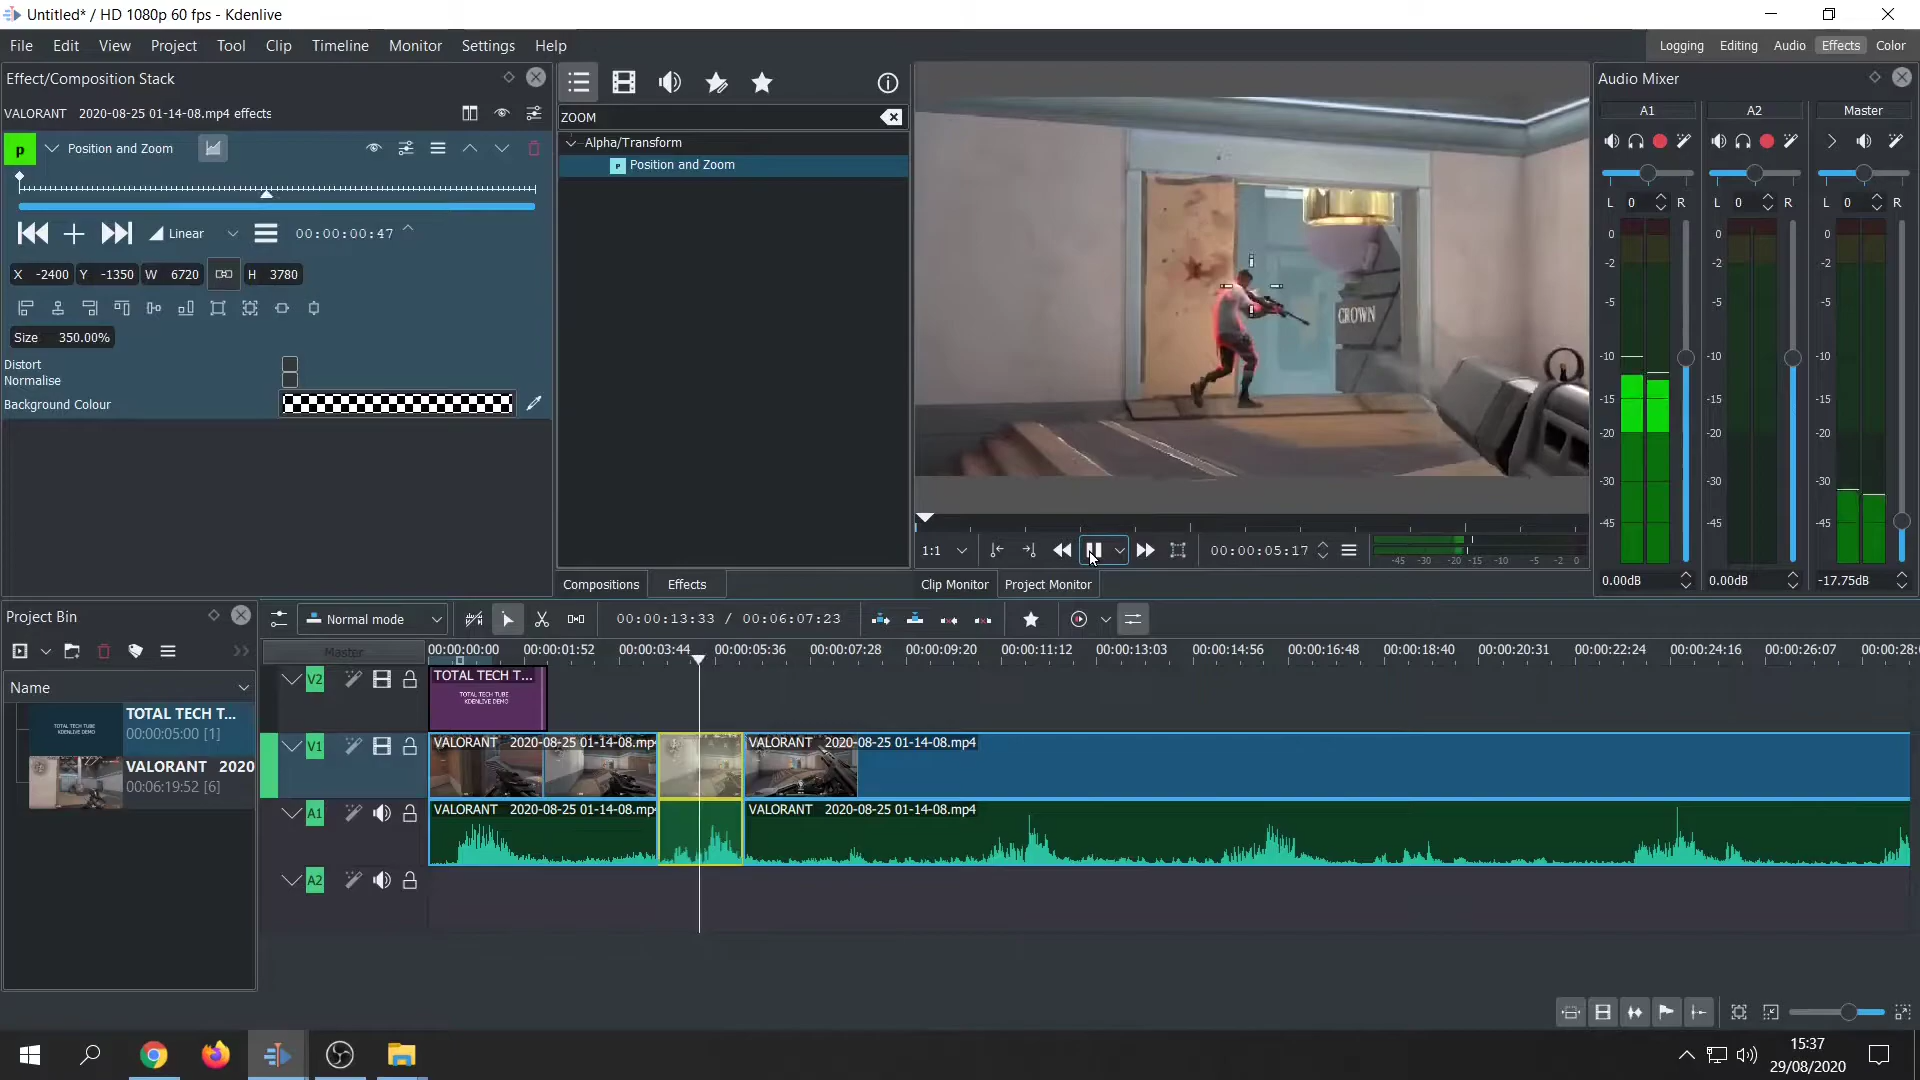 Untitled* / HD 1080p 60 fps - Kdenlive
File Edit View Project Tool Clip Timeline Monitor Settings Help
Logging Editing Audio Effects Color
Effect/Composition Stack
VALORANT 2020-08-25 01-14-08.mp4 effects
p Position and Zoom
Linear 00:00:00:47
X -2400 Y -1350 W 6720 H 3780
Size 350.00%
Distort
Normalise
Background Colour
ZOOM
Alpha/Transform
P Position and Zoom
Compositions Effects
CROWN
1:1 00:00:05:17
-45 -30 -20 -15 -10 -5 -2 0
Clip Monitor Project Monitor
Audio Mixer
A1 A2 Master
L 0 R L 0 R L 0 R
0 0 0
-2 -2 -2
-5 -5 -5
-10 -10 -10
-15 -15 -15
-20 -20 -20
-30 -30 -30
-45 -45 -45
0.00dB 0.00dB -17.75dB
Project Bin
Name
TOTAL TECH TUBE
KDENLIVE DEMO
TOTAL TECH T...
00:00:05:00 [1]
VALORANT 2020
00:06:19:52 [6]
Normal mode 00:00:13:33 / 00:06:07:23
Master 00:00:00:00 00:00:01:52 00:00:03:44 00:00:05:36 00:00:07:28 00:00:09:20 00:00:11:12 00:00:13:03 00:00:14:56 00:00:16:48 00:00:18:40 00:00:20:31 00:00:22:24 00:00:24:16 00:00:26:07 00:00:28:0
V2 TOTAL TECH T...
TOTAL TECH TUBE
KDENLIVE DEMO
V1 VALORANT 2020-08-25 01-14-08.mp4 VALORANT 2020-08-25 01-14-08.mp4
A1 VALORANT 2020-08-25 01-14-08.mp4 VALORANT 2020-08-25 01-14-08.mp4
A2
15:37
29/08/2020